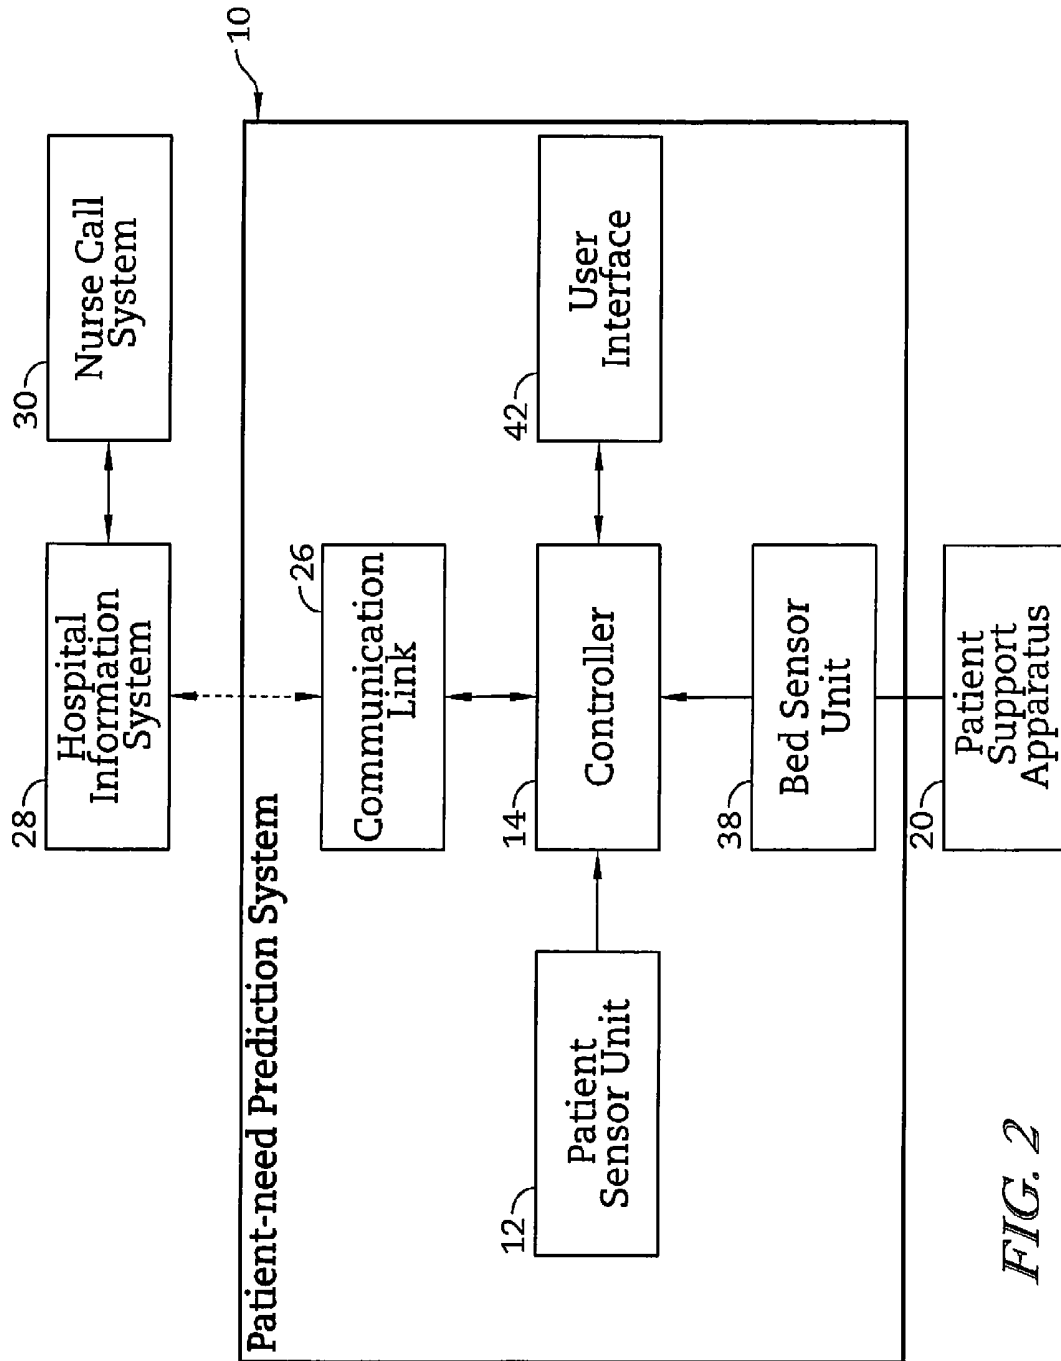 10
30
Nurse Call
System
28
Hospital
Information
System
Patient-need Prediction System
26
Communication
Link
42
User
Interface
14
Controller
12
Patient
Sensor Unit
38
Bed Sensor
Unit
20
Patient
Support
Apparatus
FIG. 2